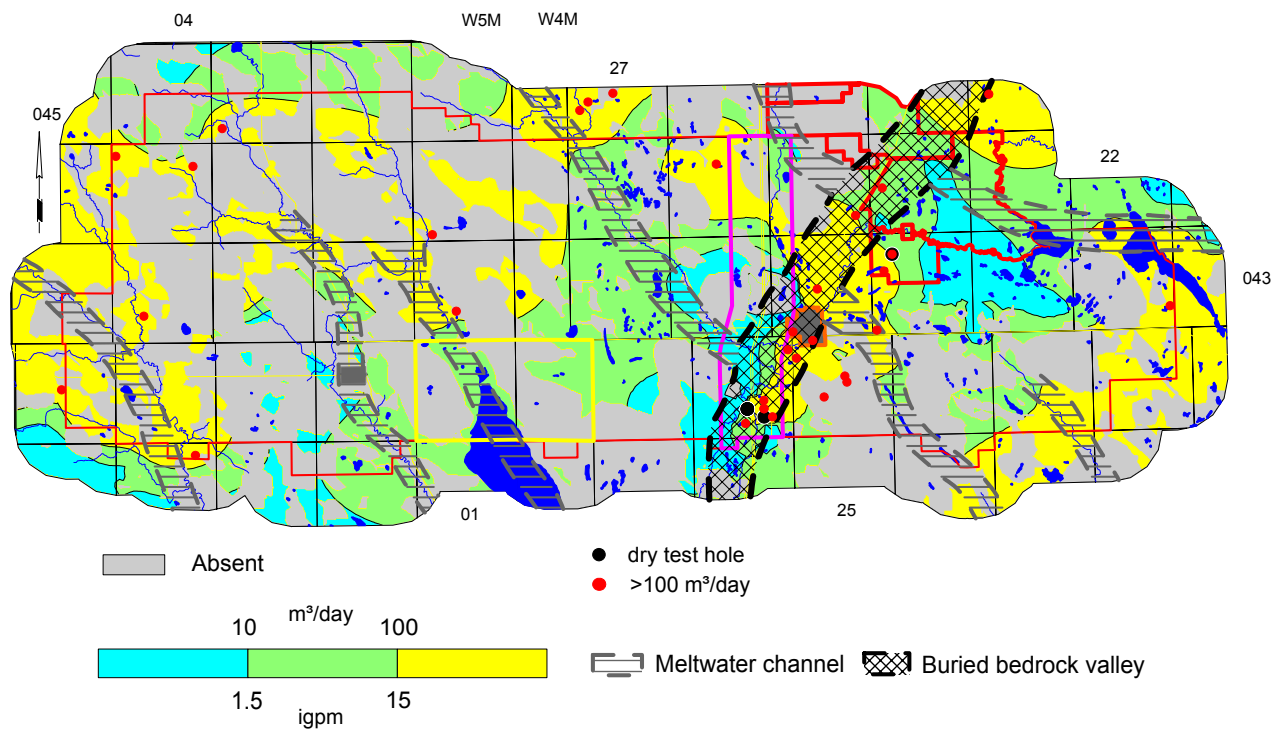 04
W5M W4M
27
045
22
043
01
25
Absent
dry test hole
>100 m³/day
m³/day
10 100
1.5 15
igpm
Meltwater channel
Buried bedrock valley